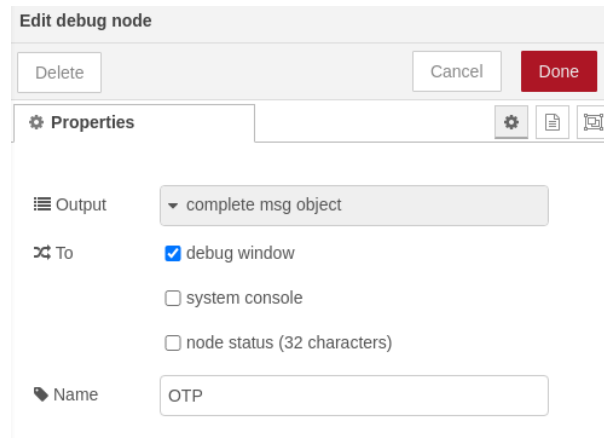 Edit debug node
Delete Cancel Done
Properties
Output complete msg object
To debug window
system console
node status (32 characters)
Name OTP